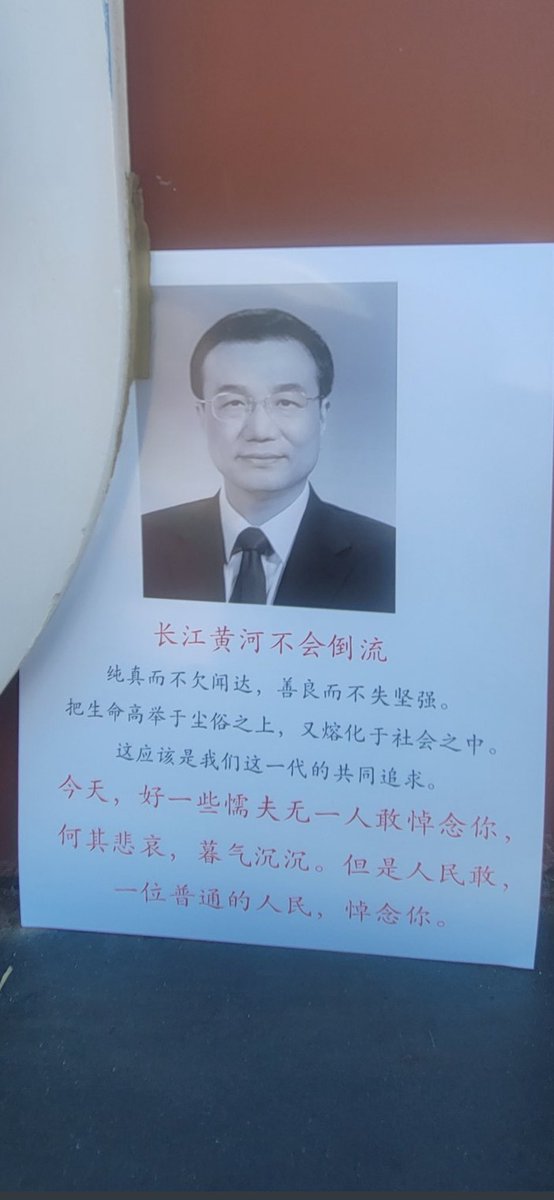 长江黄河不会倒流
纯真而不欠闻达，善良而不失坚强。
把生命高举于尘俗之上，又熔化于社会之中。
这应该是我们这一代的共同追求。
今天，好一些懦夫无一人敢悼念你，
何其悲哀，暮气沉沉。但是人民敢，
一位普通的人民，悼念你。